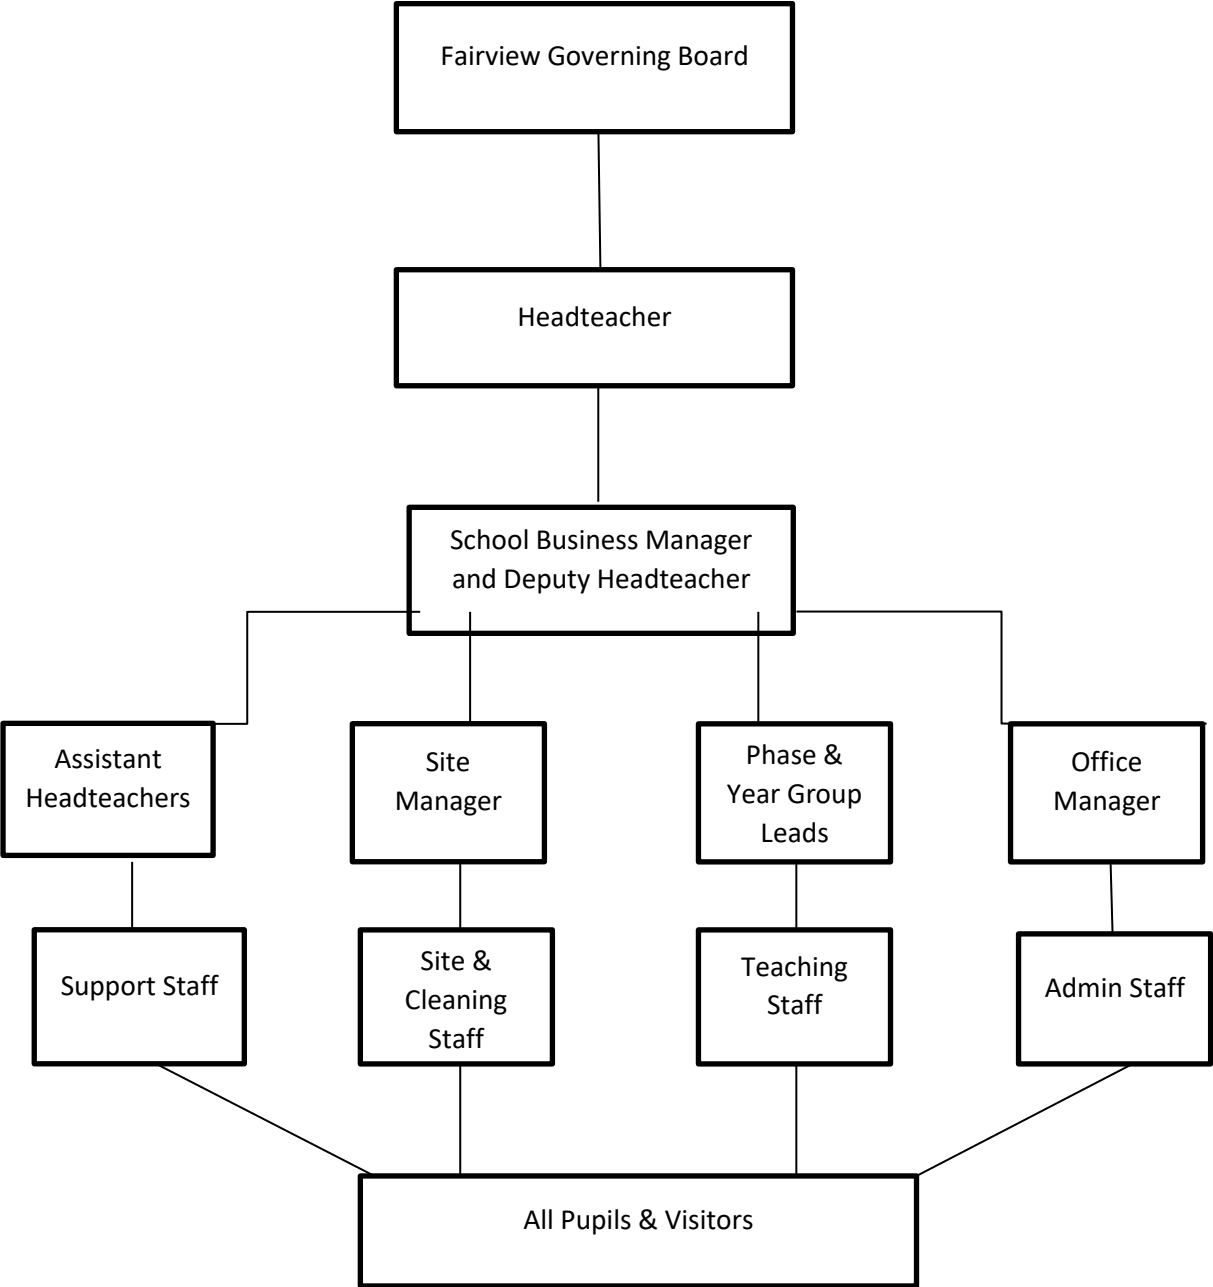 Fairview Governing Board
Headteacher
School Business Manager
and Deputy Headteacher
Assistant
Headteachers
Site
Manager
Phase &
Year Group
Leads
Office
Manager
Support Staff
Site &
Cleaning
Staff
Teaching
Staff
Admin Staff
All Pupils & Visitors